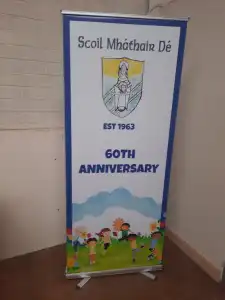 Scoil Mháthair Dé
EST 1963
60TH
ANNIVERSARY